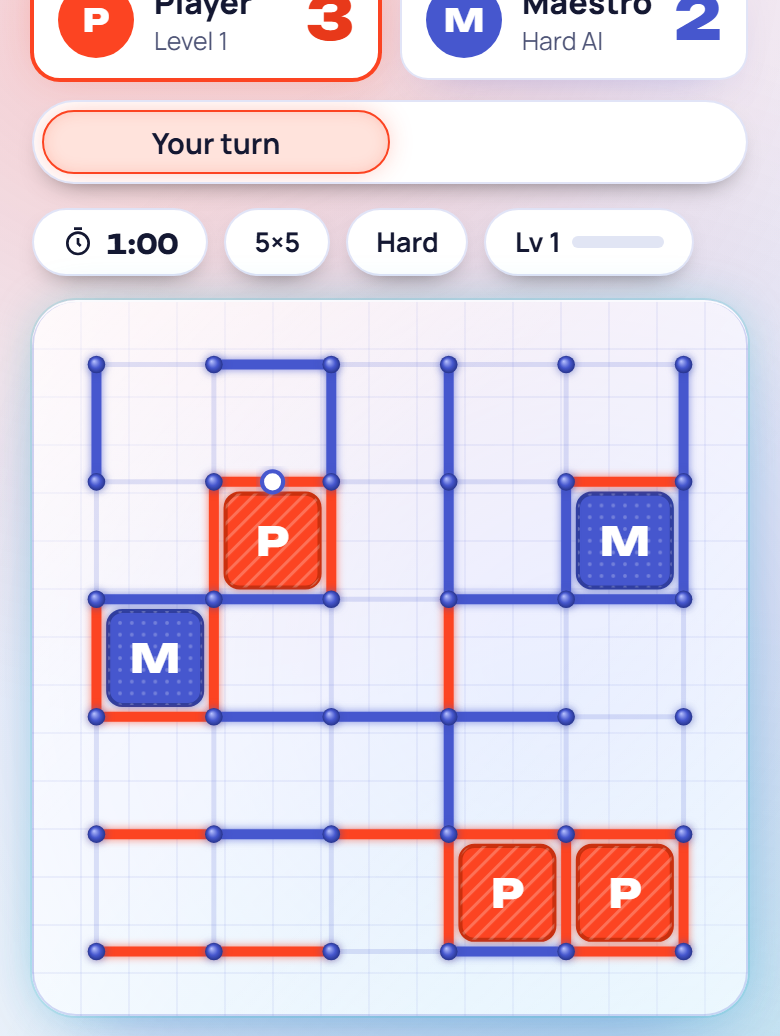 P Player 3
Level 1
M Maestro 2
Hard AI
Your turn
1:00 5×5 Hard Lv 1
P
M
M
P P